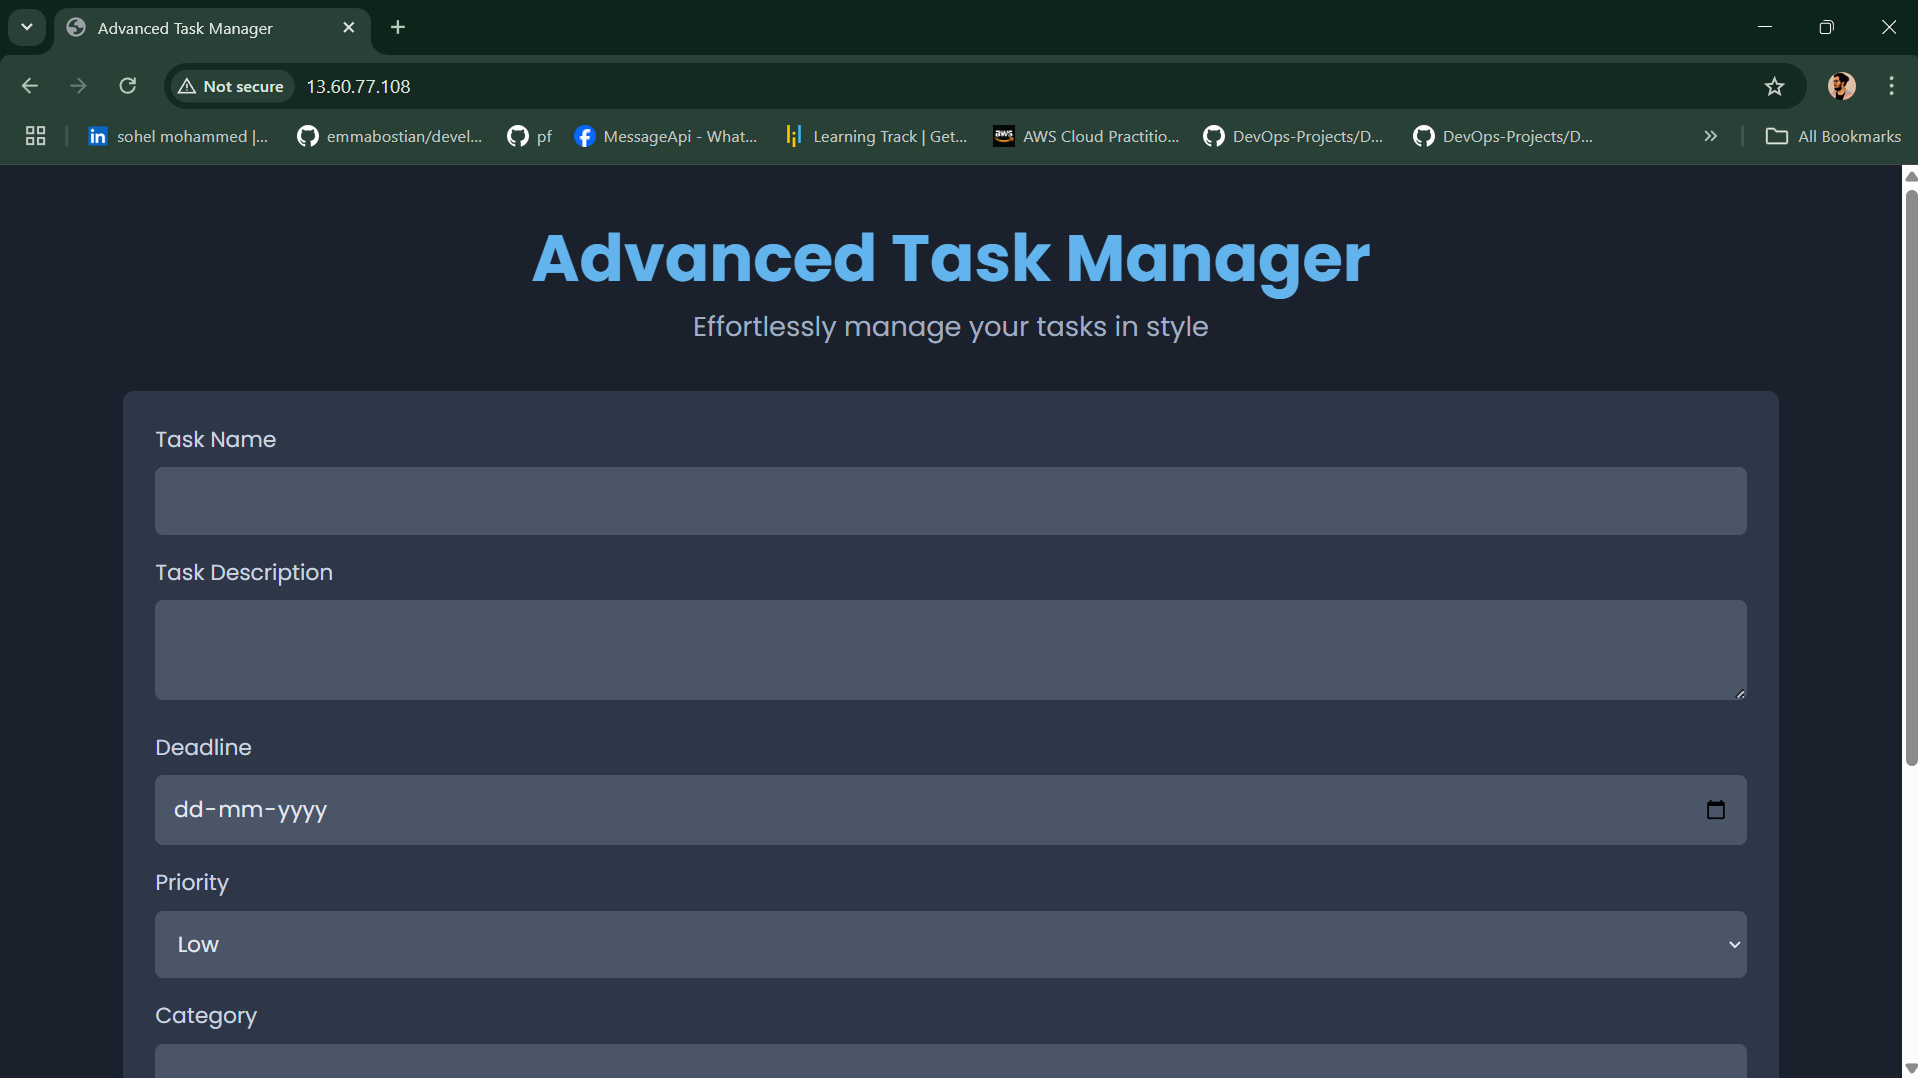 Advanced Task Manager
Not secure 13.60.77.108
sohel mohammed |... emmabostian/devel... pf MessageApi - What... Learning Track | Get... AWS Cloud Practitio... DevOps-Projects/D... DevOps-Projects/D... » All Bookmarks
Advanced Task Manager
Effortlessly manage your tasks in style
Task Name
Task Description
Deadline
dd-mm-yyyy
Priority
Low
Category